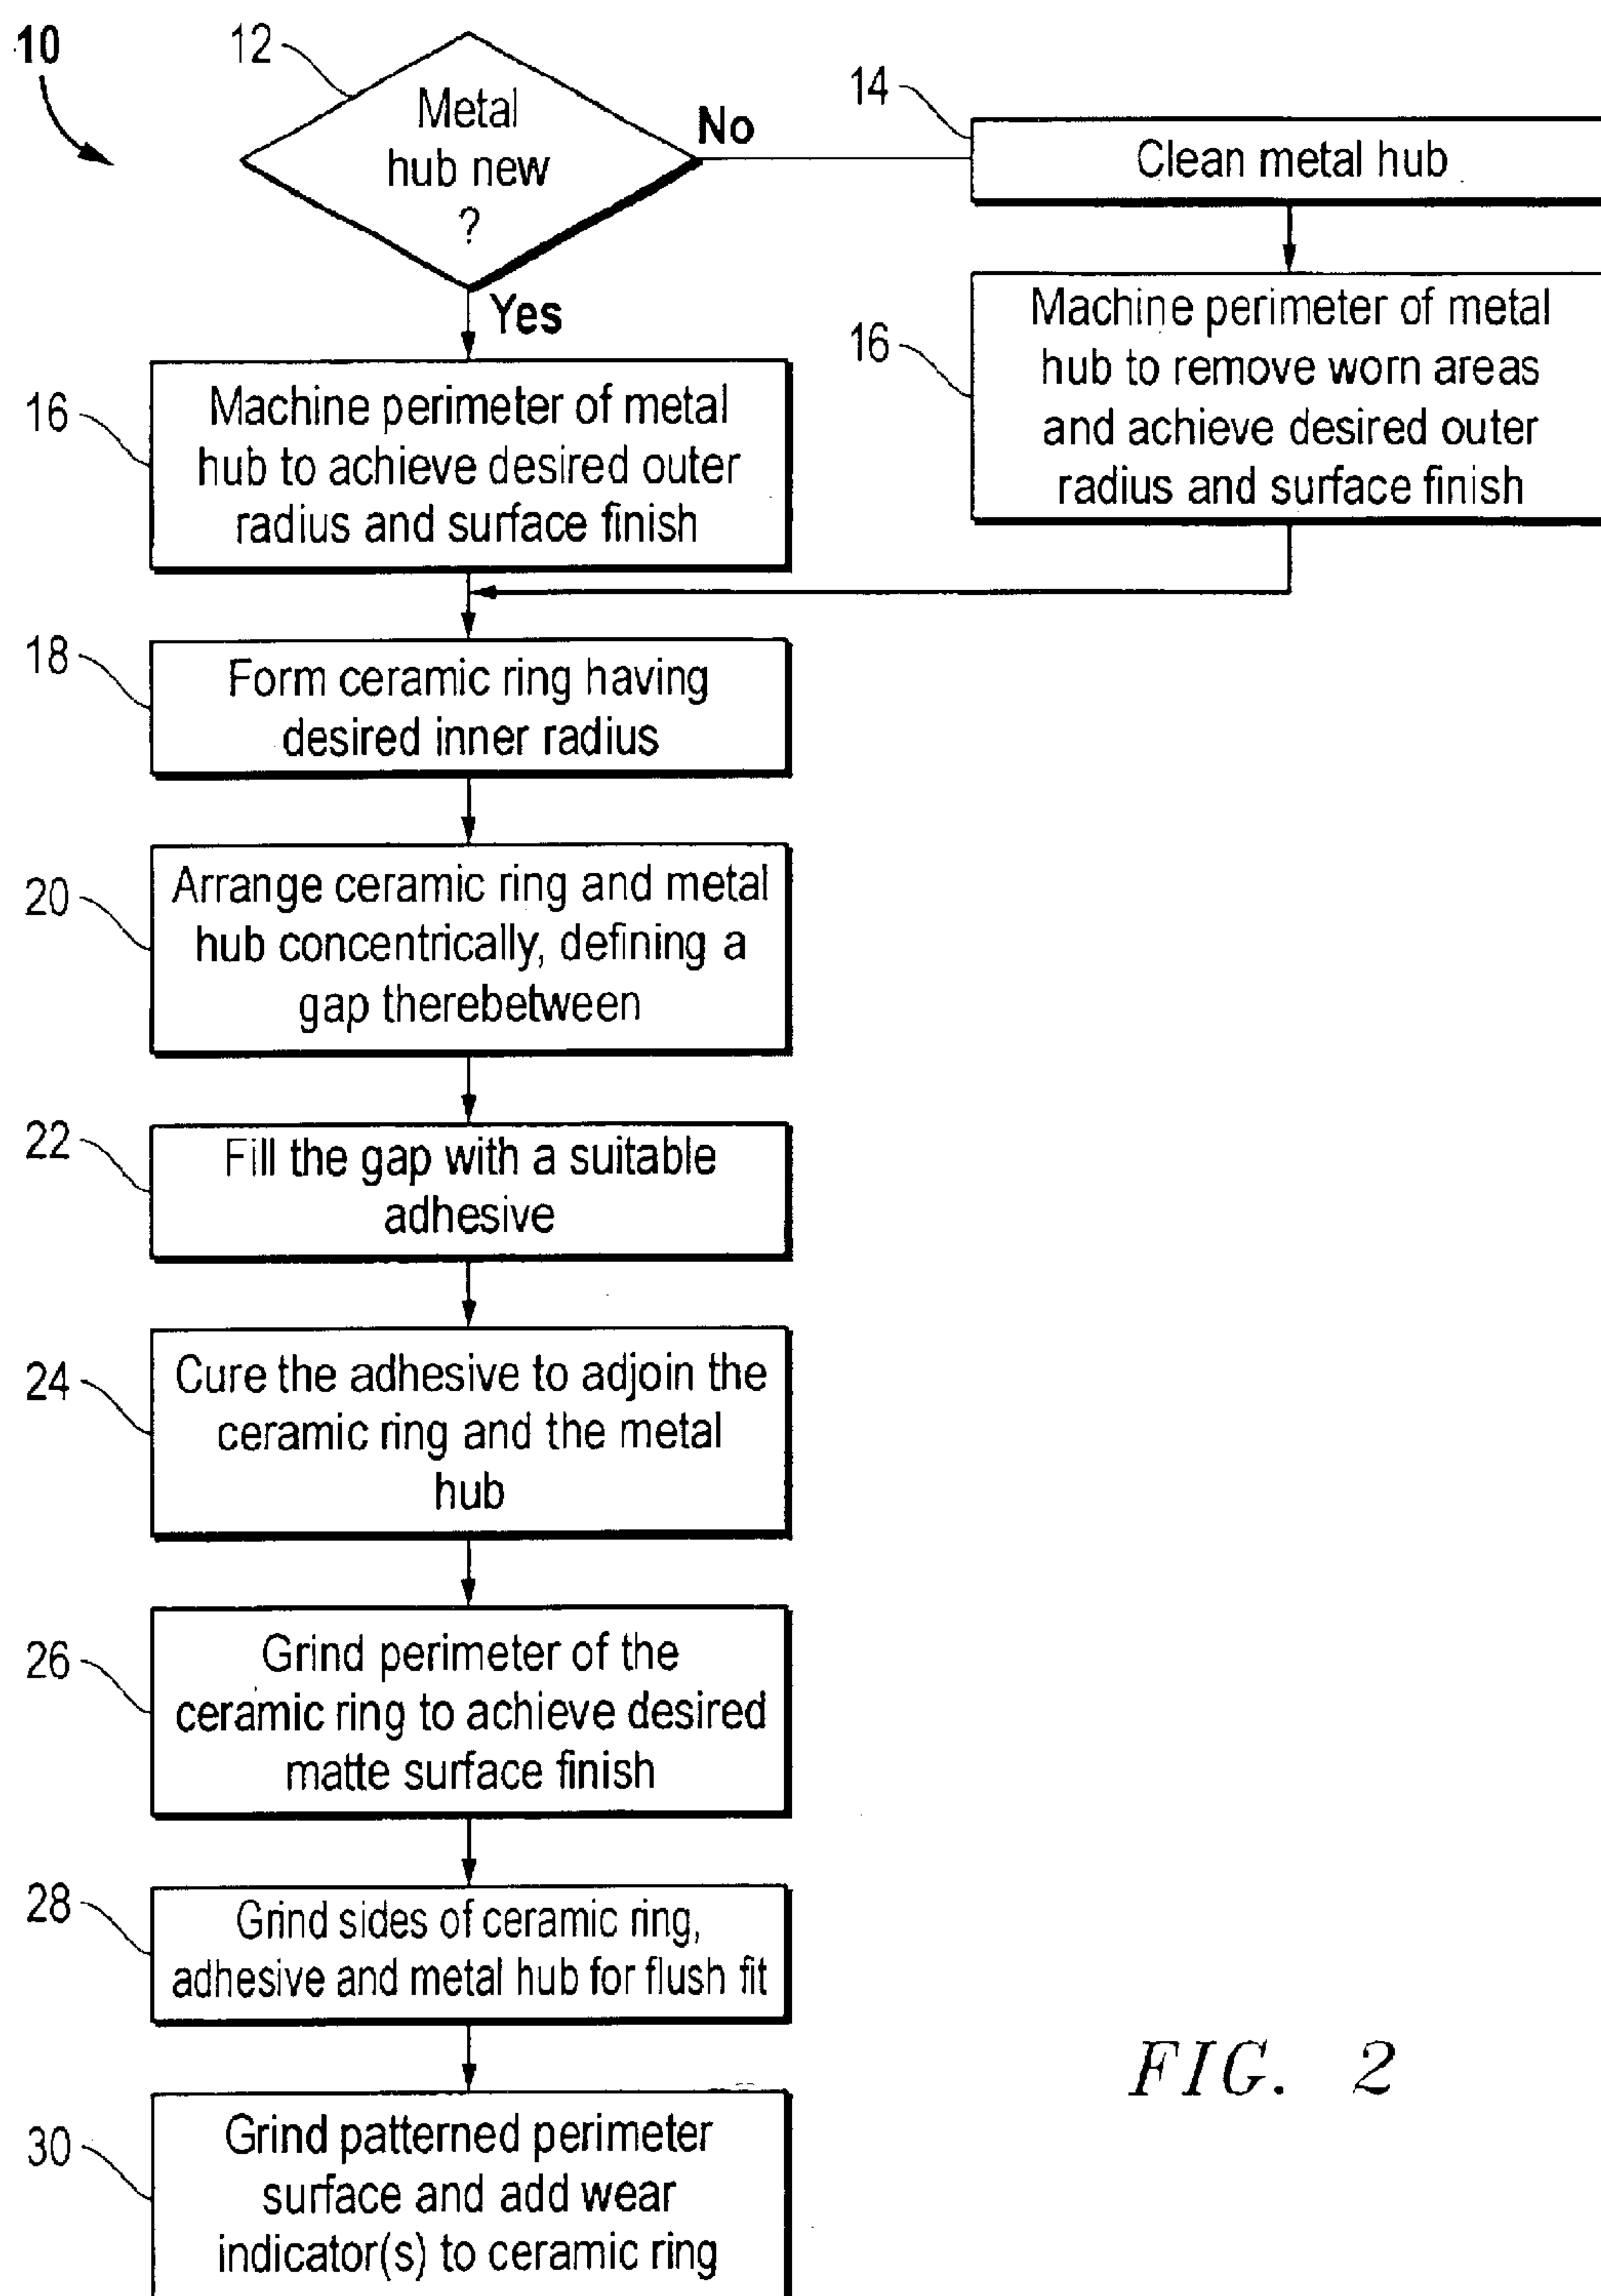 10
12
Metal
hub new
?
No
Yes
14
Clean metal hub
16
Machine perimeter of metal
hub to remove worn areas
and achieve desired outer
radius and surface finish
16
Machine perimeter of metal
hub to achieve desired outer
radius and surface finish
18
Form ceramic ring having
desired inner radius
20
Arrange ceramic ring and metal
hub concentrically, defining a
gap therebetween
22
Fill the gap with a suitable
adhesive
24
Cure the adhesive to adjoin the
ceramic ring and the metal
hub
26
Grind perimeter of the
ceramic ring to achieve desired
matte surface finish
28
Grind sides of ceramic ring,
adhesive and metal hub for flush fit
30
Grind patterned perimeter
surface and add wear
indicator(s) to ceramic ring
FIG. 2